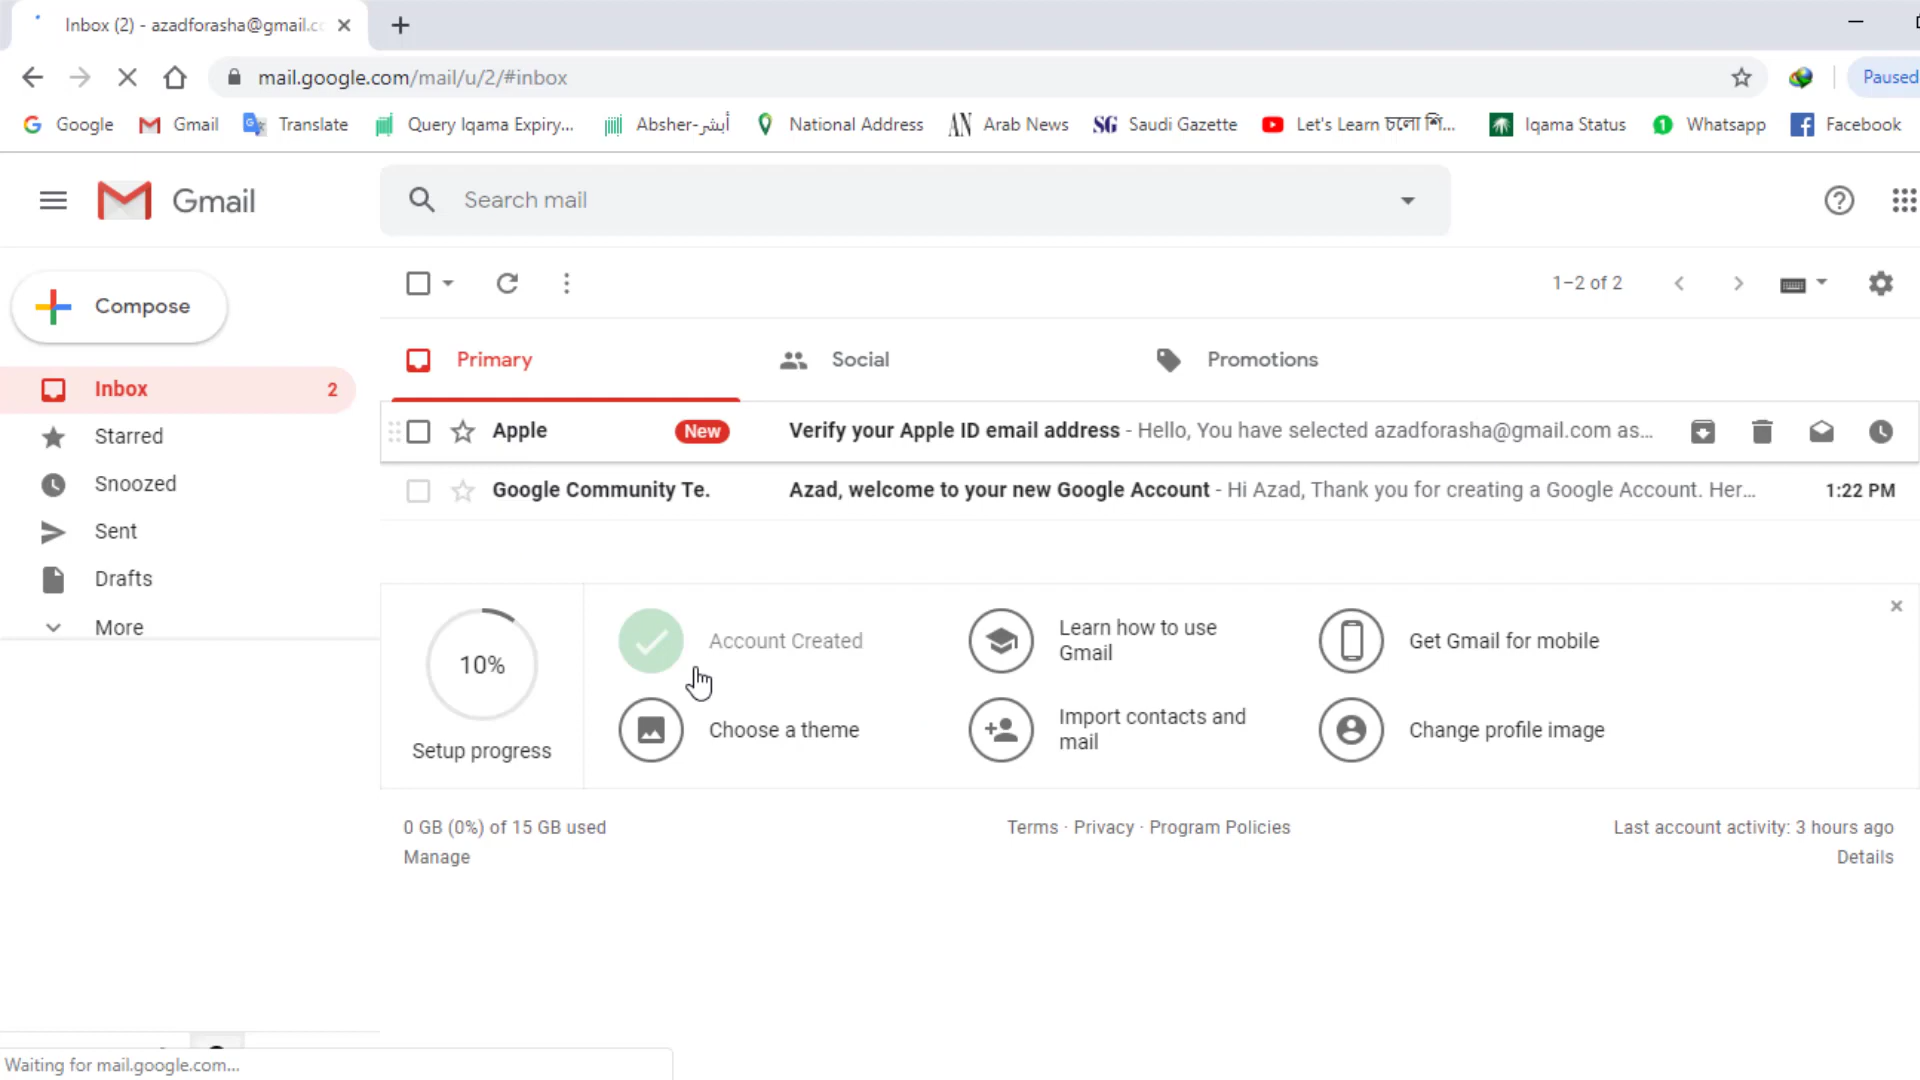 Inbox (2) - azadforasha@gmail.c
mail.google.com/mail/u/2/#inbox
Paused
Google Gmail Translate Query Iqama Expiry... Absher-أبشر National Address AN Arab News SG Saudi Gazette Let's Learn চলো শি... Iqama Status 1 Whatsapp Facebook
Gmail
Search mail
Compose
1–2 of 2
Inbox 2
Starred
Snoozed
Sent
Drafts
More
Primary Social Promotions
Apple New Verify your Apple ID email address - Hello, You have selected azadforasha@gmail.com as...
Google Community Te. Azad, welcome to your new Google Account - Hi Azad, Thank you for creating a Google Account. Her... 1:22 PM
10%
Setup progress
Account Created
Learn how to use
Gmail
Get Gmail for mobile
Choose a theme
Import contacts and
mail
Change profile image
0 GB (0%) of 15 GB used
Manage
Terms · Privacy · Program Policies
Last account activity: 3 hours ago
Details
Waiting for mail.google.com...